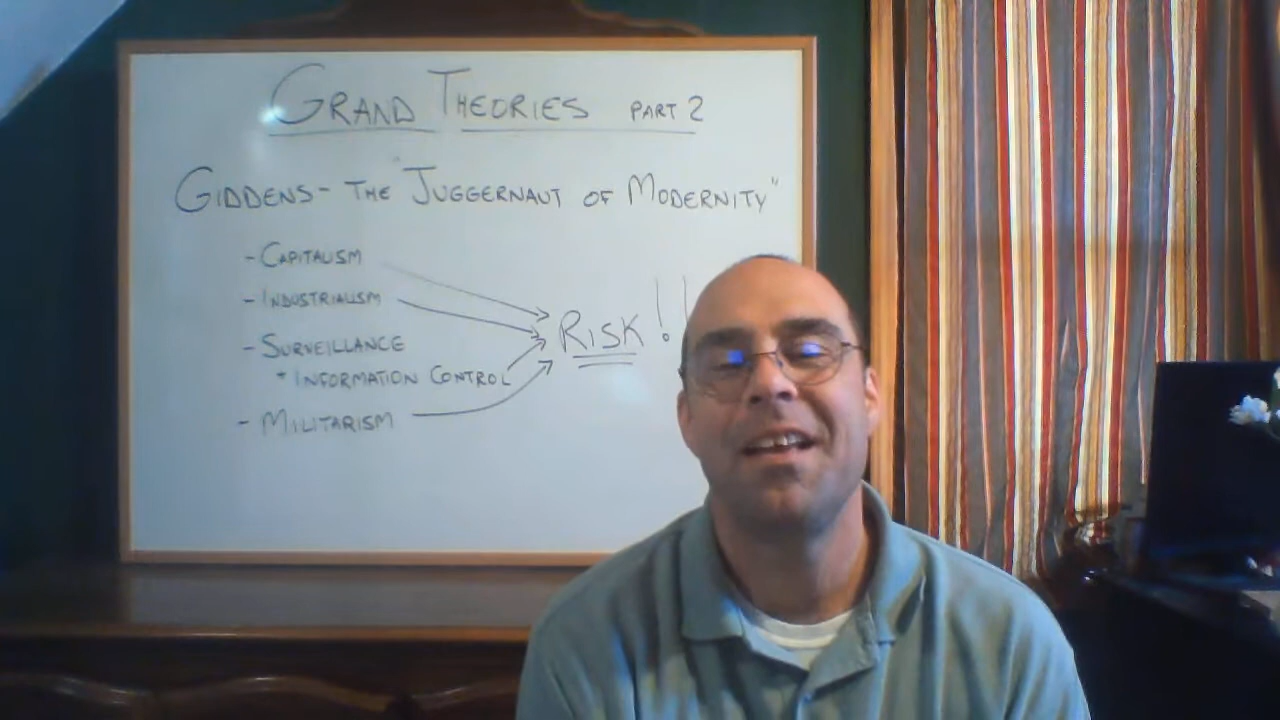 GRAND THEORIES PART 2
GIDDENS - THE "JUGGERNAUT OF MODERNITY"
- CAPITALISM
- INDUSTRIALISM
RISK!!
- SURVEILLANCE
* INFORMATION CONTROL
- MILITARISM